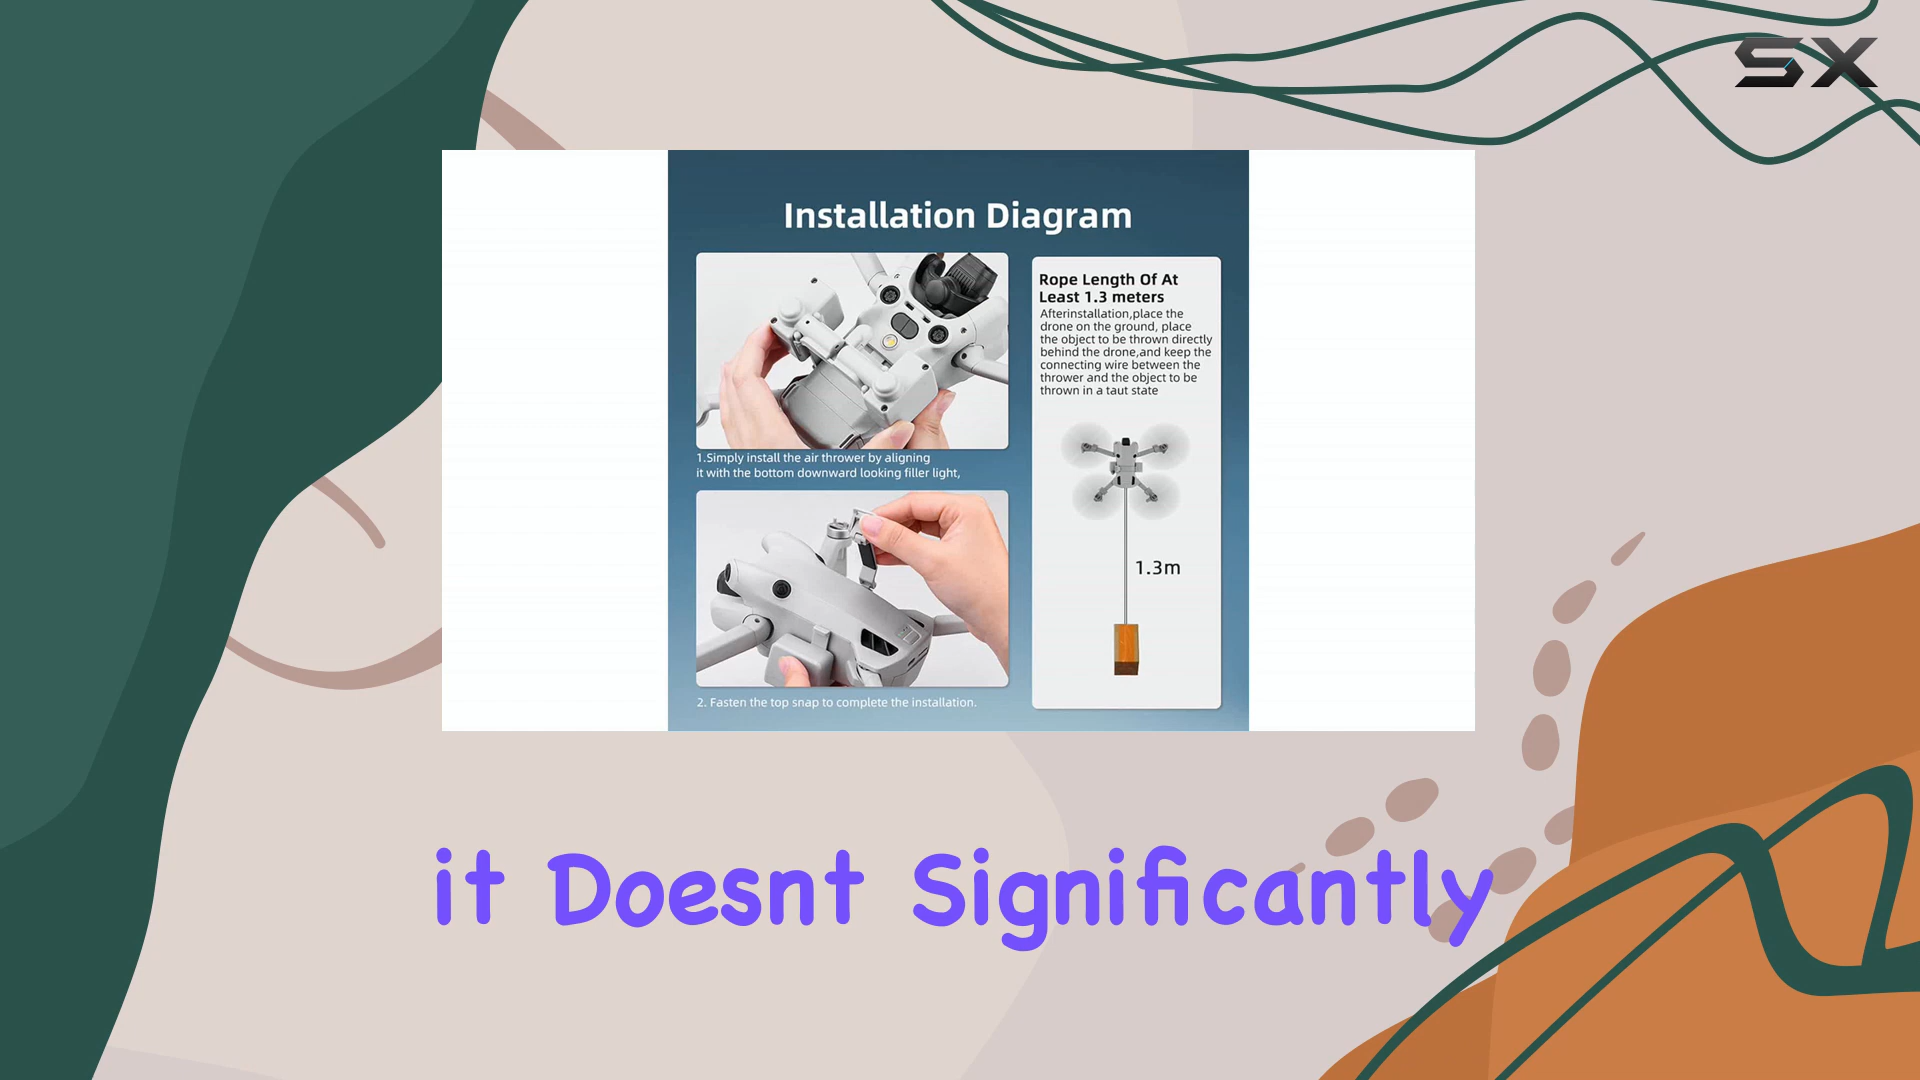 SX
Installation Diagram
1.Simply install the air thrower by aligning
it with the bottom downward looking filler light,
2. Fasten the top snap to complete the installation.
Rope Length Of At
Least 1.3 meters
Afterinstallation,place the
drone on the ground, place
the object to be thrown directly
behind the drone,and keep the
connecting wire between the
thrower and the object to be
thrown in a taut state
1.3m
it Doesnt Significantly